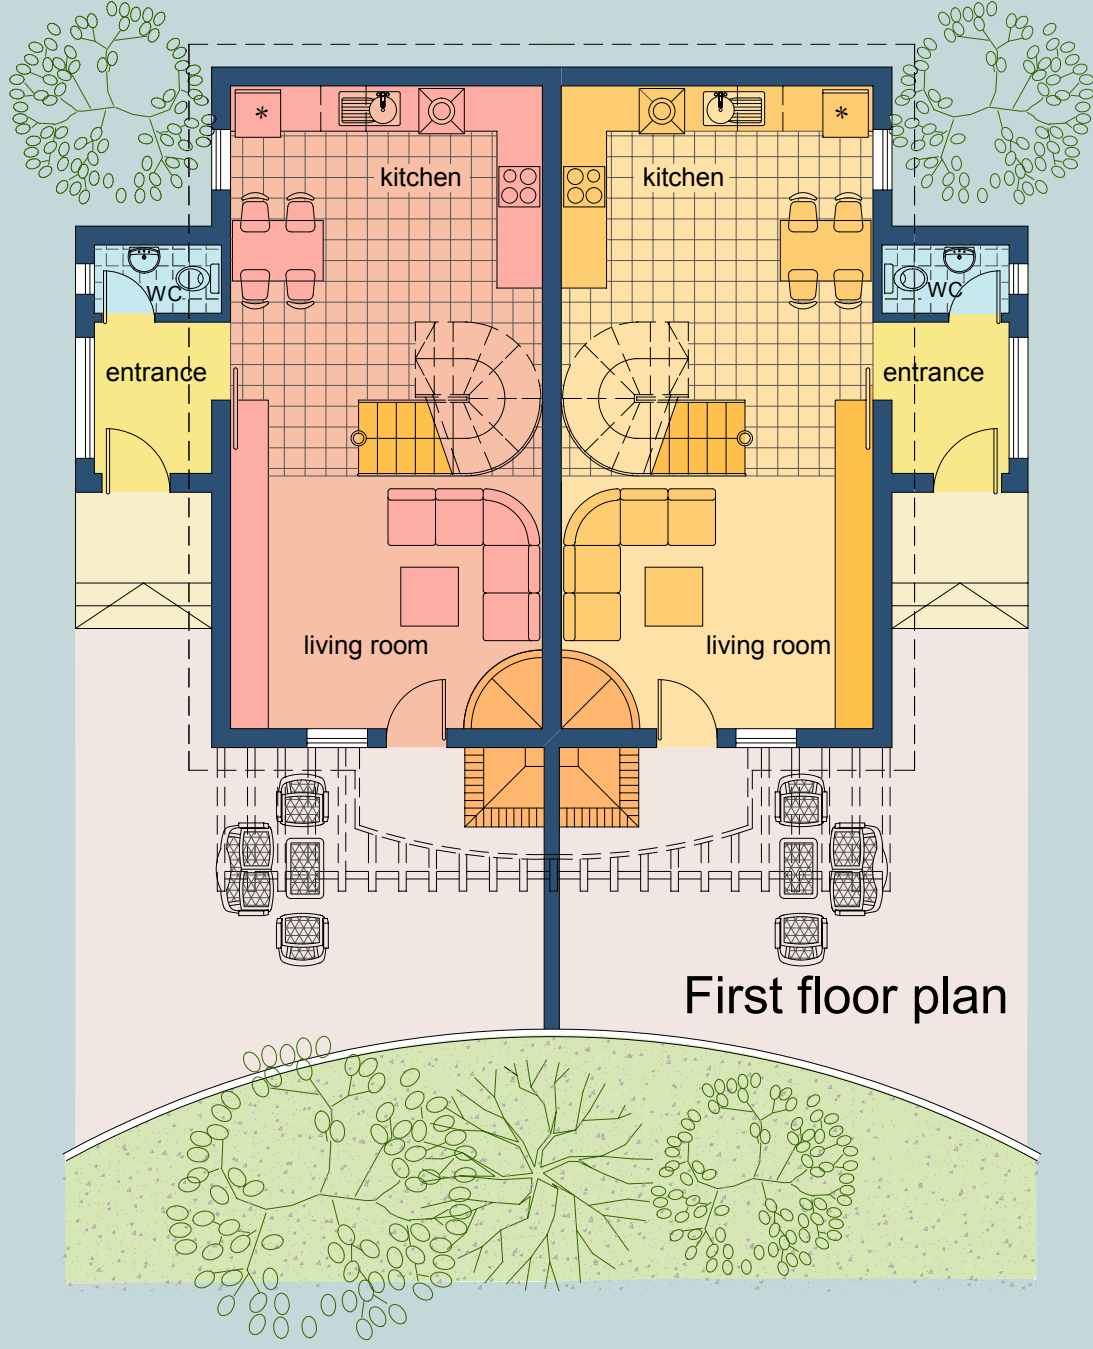 kitchen
kitchen
WC
WC
entrance
entrance
living room
living room
First floor plan